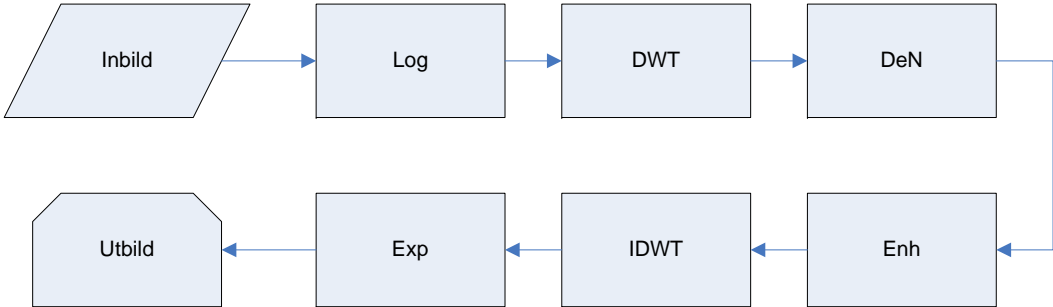 Inbild
Log
DWT
DeN
Enh
IDWT
Exp
Utbild